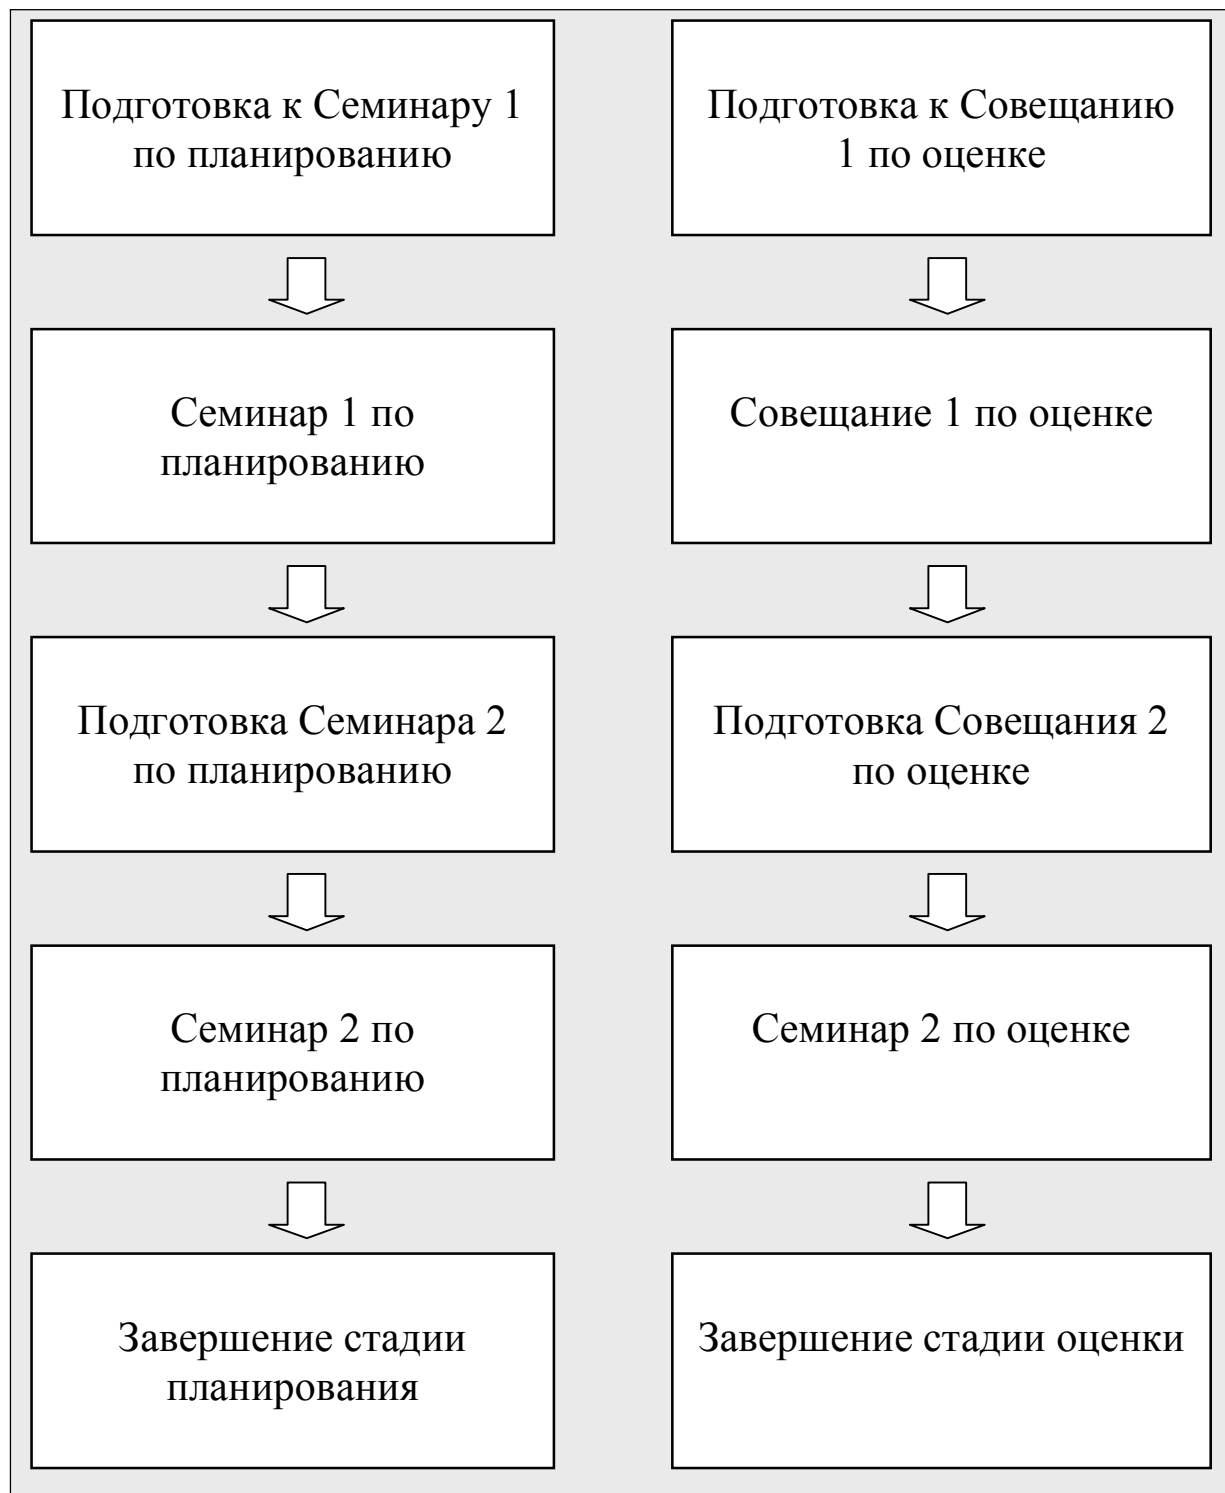 Подготовка к Семинару 1
по планированию
Подготовка к Совещанию
1 по оценке
Семинар 1 по
планированию
Совещание 1 по оценке
Подготовка Семинара 2
по планированию
Подготовка Совещания 2
по оценке
Семинар 2 по
планированию
Семинар 2 по оценке
Завершение стадии
планирования
Завершение стадии оценки